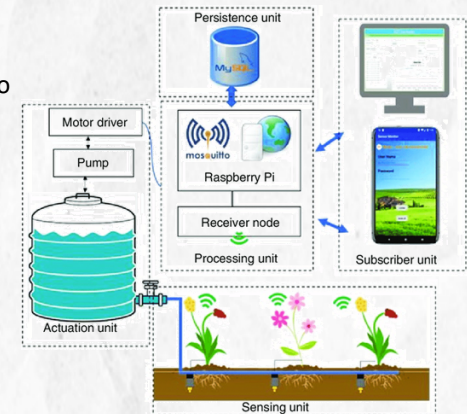 Persistence unit
MySQL
o
Motor driver
Pump
mosquitto
Raspberry Pi
Receiver node
Processing unit
Subscriber unit
Actuation unit
Sensing unit